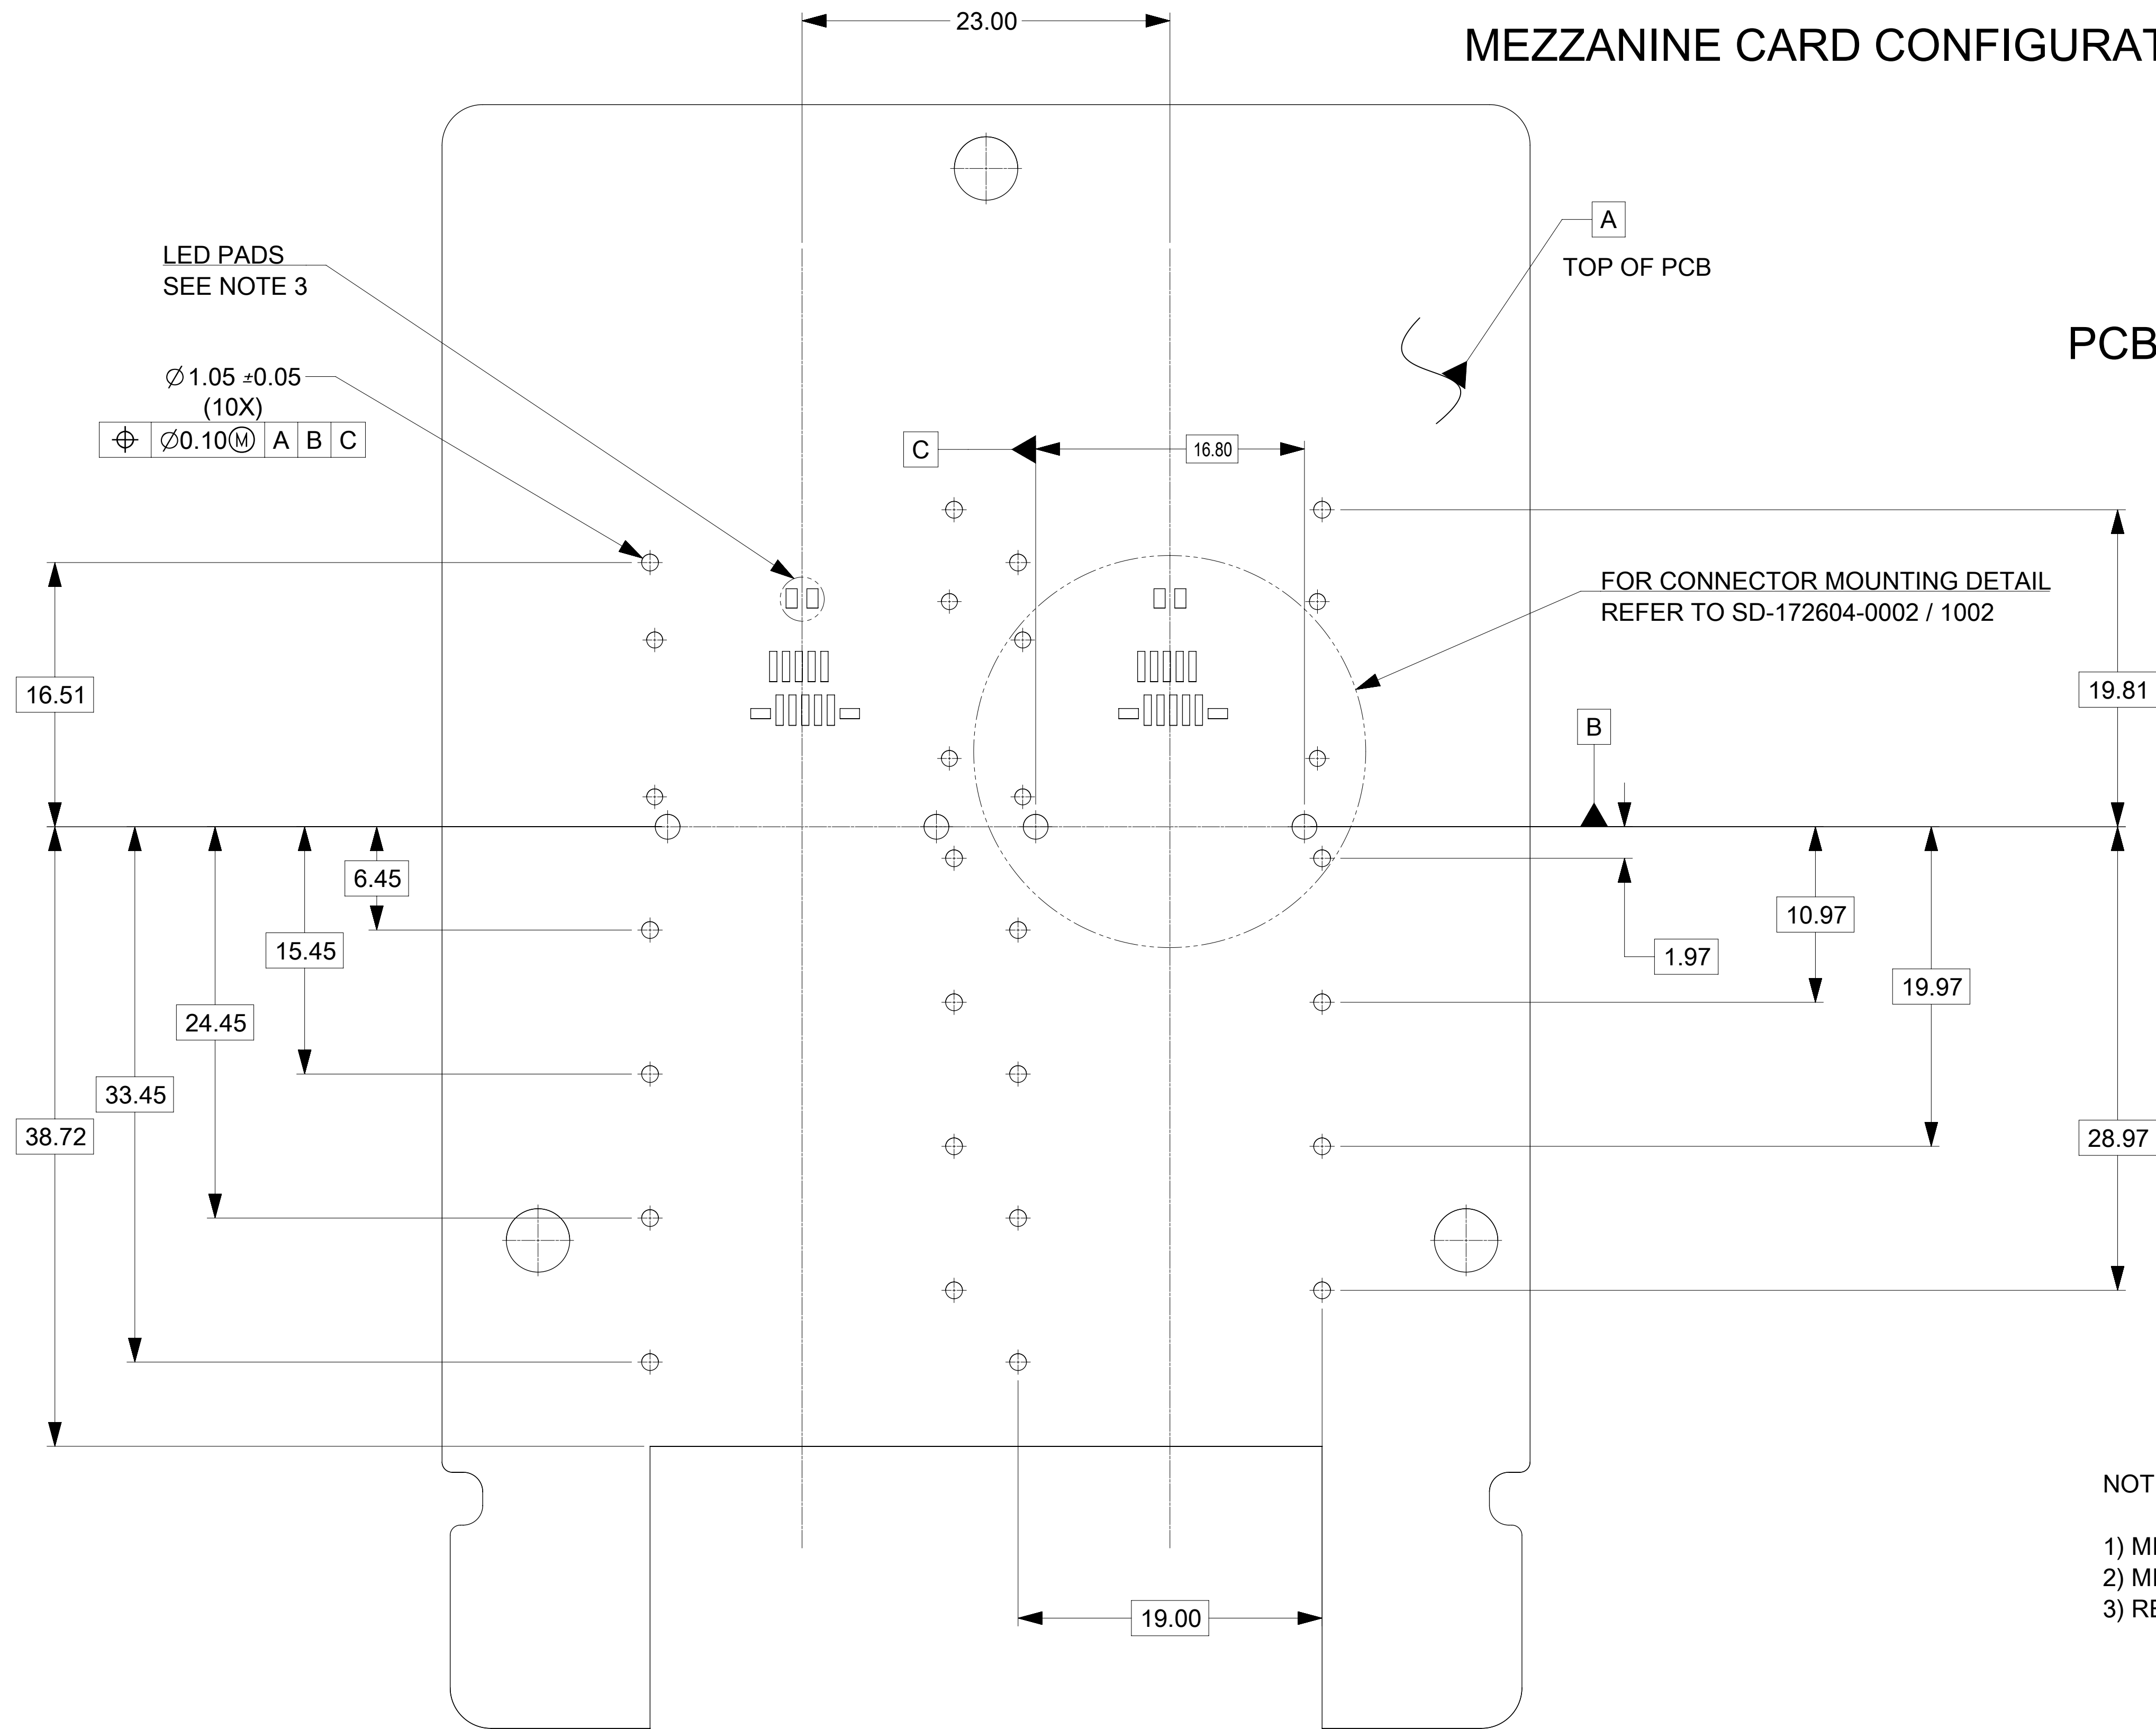 23.00
MEZZANINE CARD CONFIGURAT
LED PADS
SEE NOTE 3
A
TOP OF PCB
PCB
⌀1.05 ±0.05
(10X)
⌖ ⌀0.10Ⓜ A B C
C
16.80
FOR CONNECTOR MOUNTING DETAIL
REFER TO SD-172604-0002 / 1002
16.51
19.81
B
6.45
10.97
15.45
1.97
19.97
24.45
33.45
38.72
28.97
NOT
1) M
2) M
3) RE
19.00